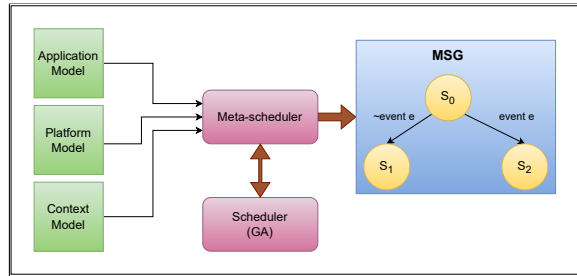 Application
Model
Platform
Model
Context
Model
Meta-scheduler
Scheduler
(GA)
MSG
S₀
~event e
event e
S₁
S₂